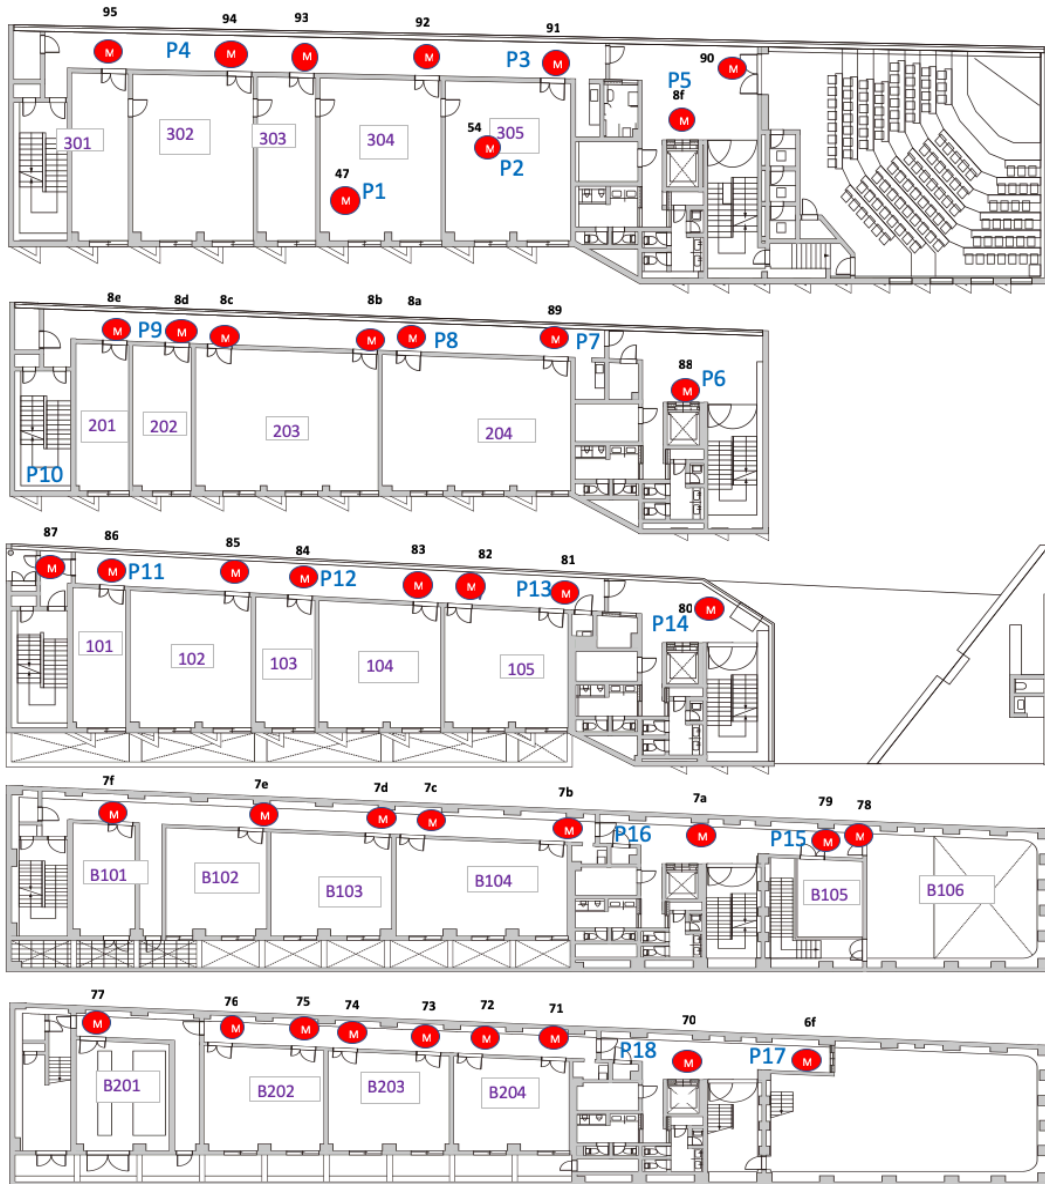 95 94 93 92 91
M P4 M M M P3 M 90 M
P5
8f
M
301 302 303 304 54 305
M
P2
47
M P1
8e 8d 8c 8b 8a 89
M P9 M M M M P8 M P7
88
M P6
201 202 203 204
P10
87 86 85 84 83 82 81
M M P11 M M P12 M M P13 M
80 M
P14
101 102 103 104 105
7f 7e 7d 7c 7b 7a 79 78
M M M M M P16 M P15 M M
B101 B102 B103 B104 B105 B106
77 76 75 74 73 72 71 70 6f
M M M M M M M P18 M P17 M
B201 B202 B203 B204